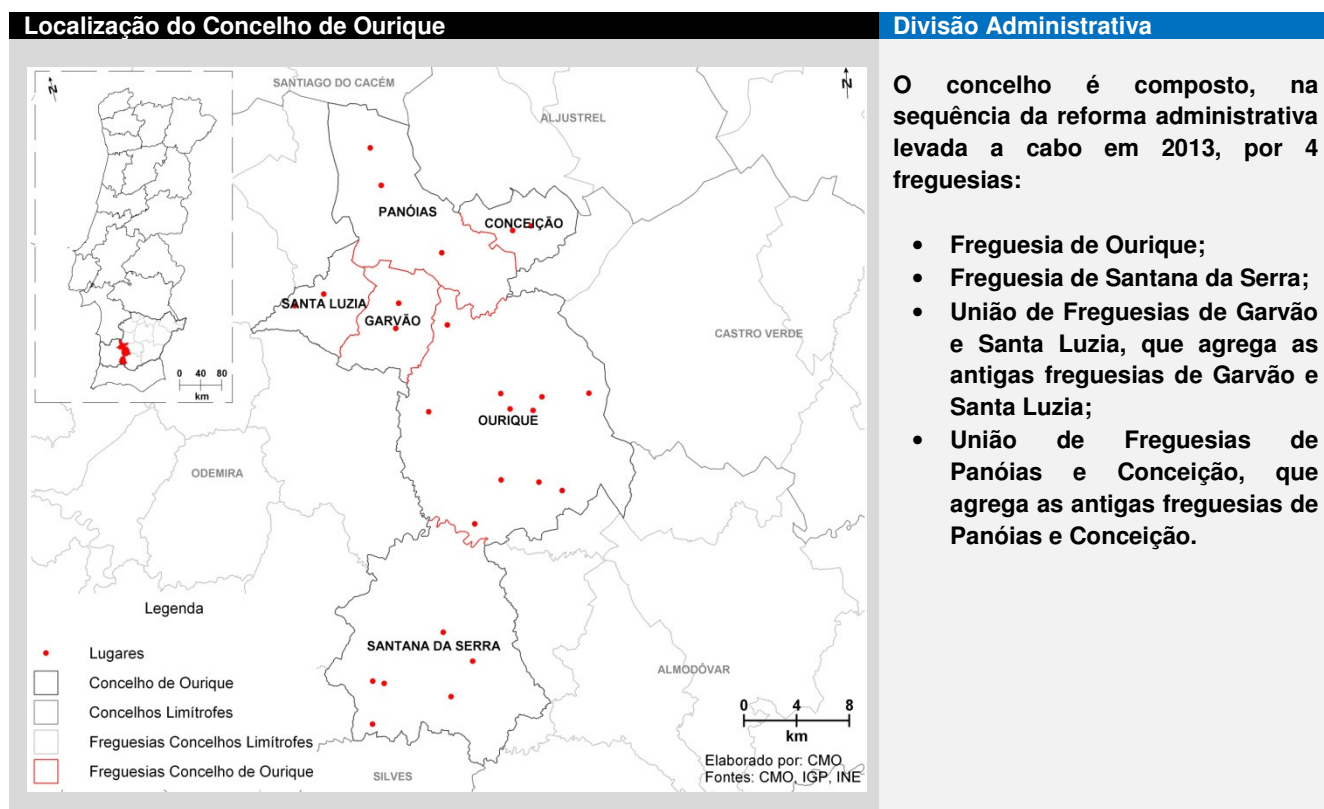 Localização do Concelho de Ourique
N
SANTIAGO DO CACÉM
N
ALJUSTREL
PANÓIAS
CONCEIÇÃO
SANTA LUZIA
GARVÃO
CASTRO VERDE
0 40 80
km
OURIQUE
ODEMIRA
Legenda
Lugares
Concelho de Ourique
Concelhos Limítrofes
Freguesias Concelhos Limítrofes
Freguesias Concelho de Ourique
SANTANA DA SERRA
ALMODÔVAR
SILVES
0 4 8
km
Elaborado por: CMO
Fontes: CMO, IGP, INE
Divisão Administrativa
O concelho é composto, na
sequência da reforma administrativa
levada a cabo em 2013, por 4
freguesias:
• Freguesia de Ourique;
• Freguesia de Santana da Serra;
• União de Freguesias de Garvão
e Santa Luzia, que agrega as
antigas freguesias de Garvão e
Santa Luzia;
• União de Freguesias de
Panóias e Conceição, que
agrega as antigas freguesias de
Panóias e Conceição.